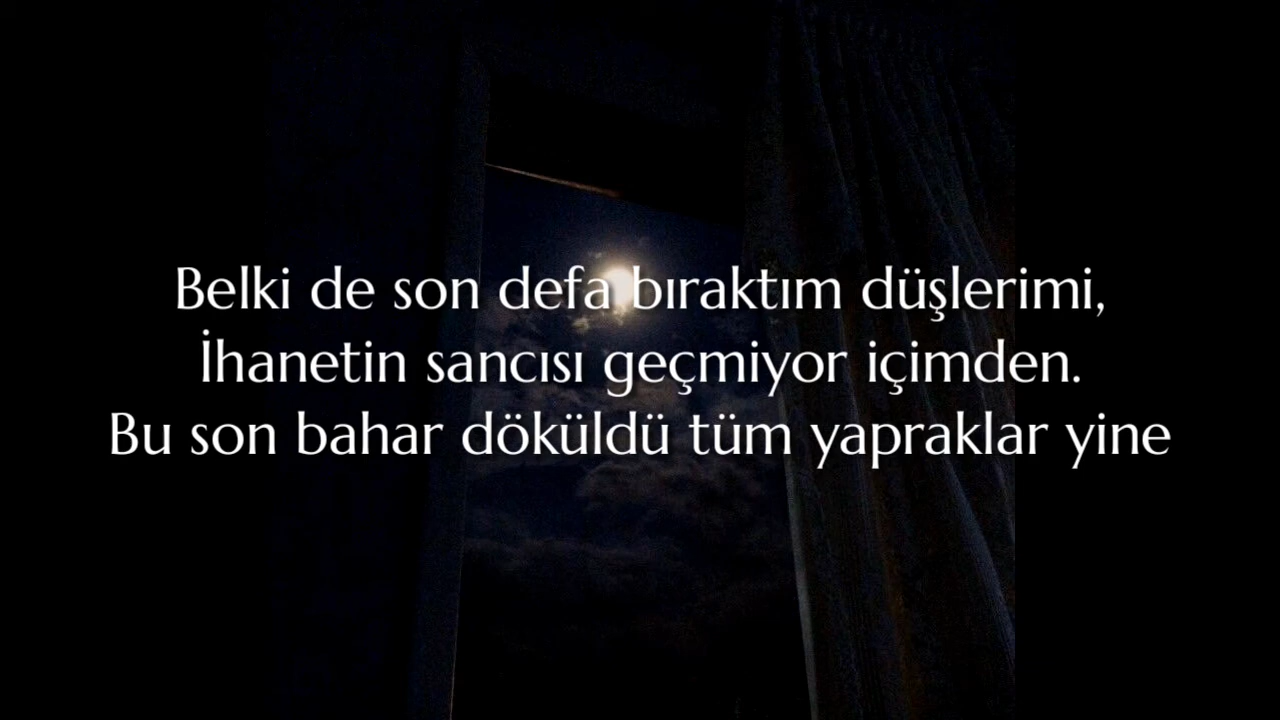 Belki de son defa bıraktım düşlerimi,
İhanetin sancısı geçmiyor içimden.
Bu son bahar döküldü tüm yapraklar yine